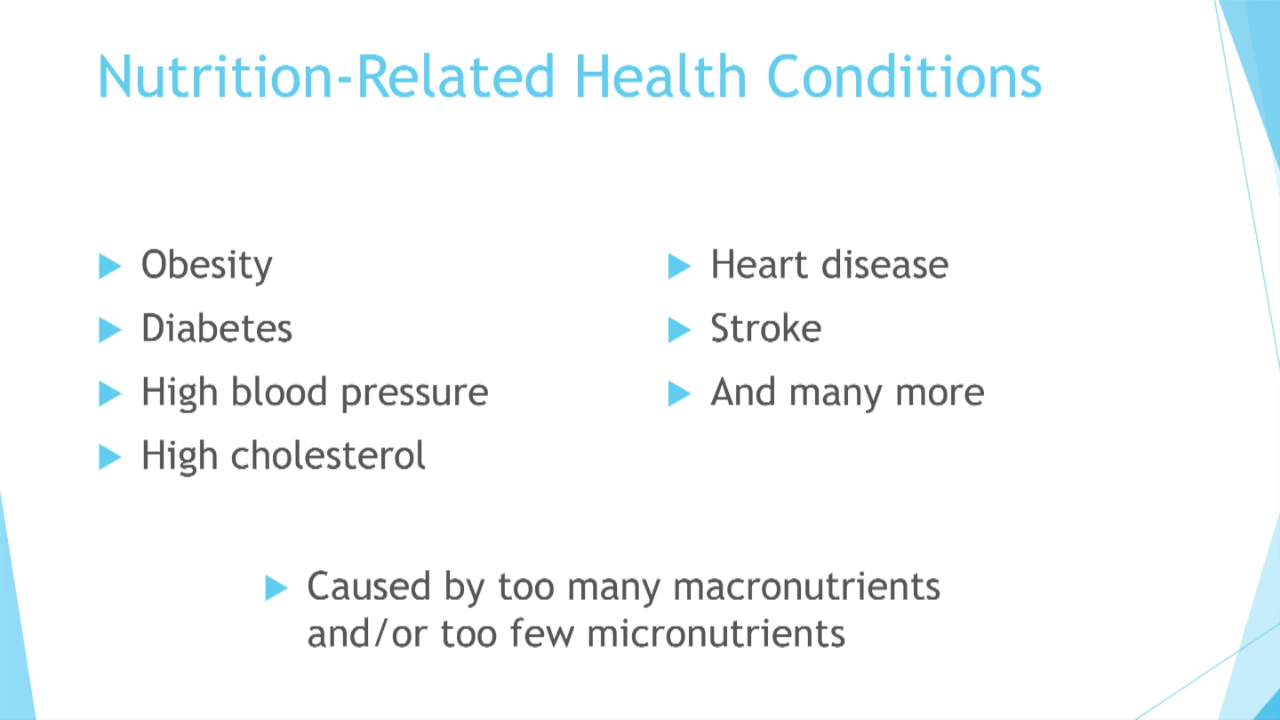 Nutrition-Related Health Conditions
Obesity
Diabetes
High blood pressure
High cholesterol
Heart disease
Stroke
And many more
Caused by too many macronutrients
and/or too few micronutrients